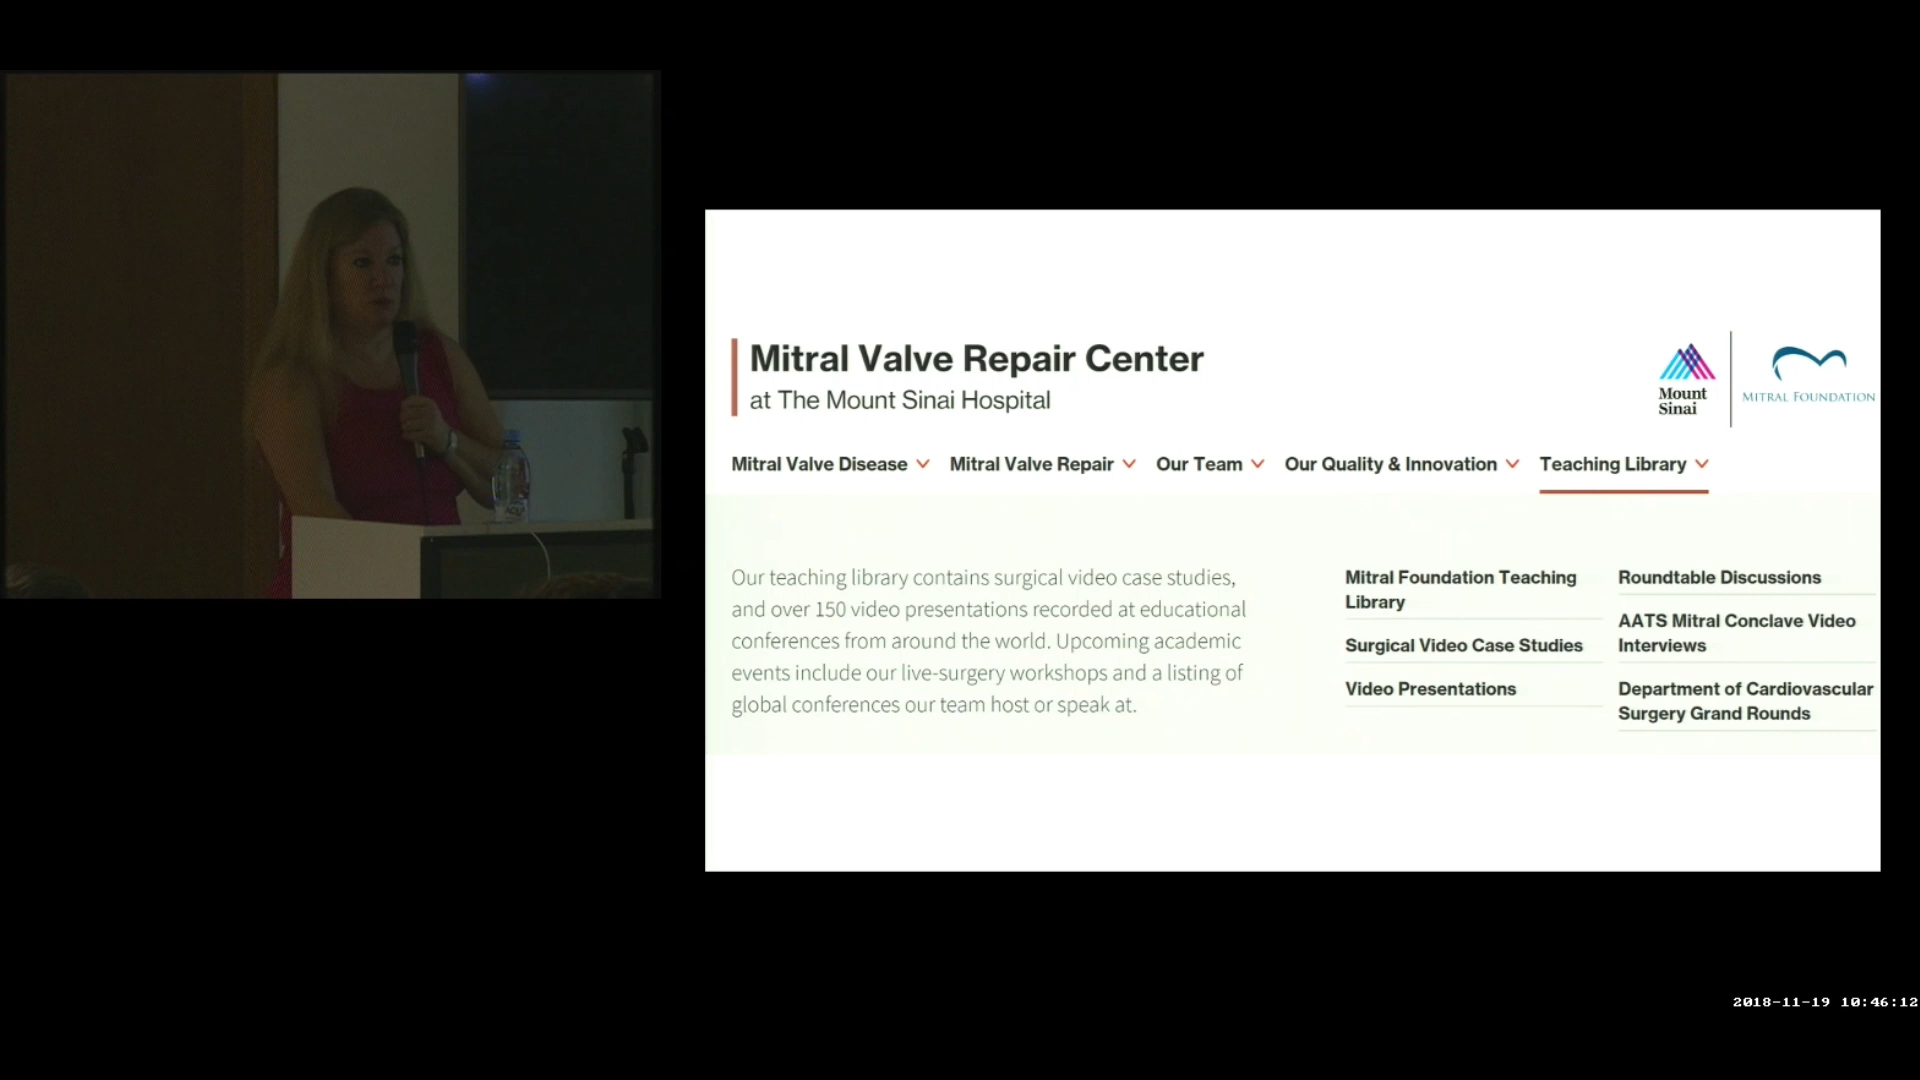 Mitral Valve Repair Center
at The Mount Sinai Hospital
Mount
Sinai
MITRAL FOUNDATION
Mitral Valve Disease
Mitral Valve Repair
Our Team
Our Quality & Innovation
Teaching Library
Our teaching library contains surgical video case studies,
and over 150 video presentations recorded at educational
conferences from around the world. Upcoming academic
events include our live-surgery workshops and a listing of
global conferences our team host or speak at.
Mitral Foundation Teaching
Library
Surgical Video Case Studies
Video Presentations
Roundtable Discussions
AATS Mitral Conclave Video
Interviews
Department of Cardiovascular
Surgery Grand Rounds
2018-11-19 10:46:12